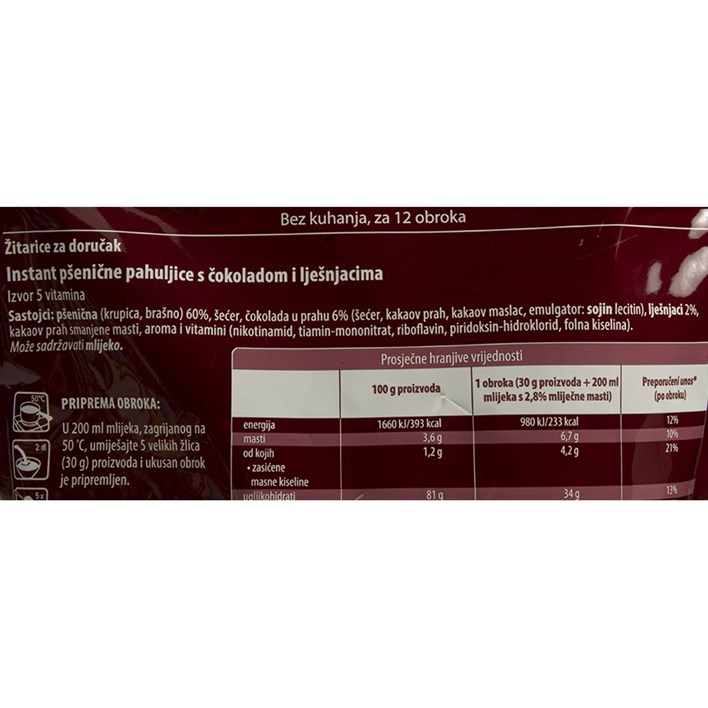 Bez kuhanja, za 12 obroka
Žitarice za doručak
Instant pšenične pahuljice s čokoladom i lješnjacima
Izvor 5 vitamina
Sastojci: pšenična (krupica, brašno) 60%, šećer, čokolada u prahu 6% (šećer, kakaov prah, kakaov maslac, emulgator: sojin lecitin), lješnjaci 2%,
kakaov prah smanjene masti, aroma i vitamini (nikotinamid, tiamin-mononitrat, riboflavin, piridoksin-hidroklorid, folna kiselina).
Može sadržavati mlijeko.
Prosječne hranjive vrijednosti
100 g proizvoda
1 obroka (30 g proizvoda + 200 ml
mlijeka s 2,8% mliječne masti)
Preporučeni unos*
(po obroku)
energija 1660 kJ/393 kcal 980 kJ/233 kcal 12%
masti 3,6 g 6,7 g 10%
od kojih 1,2 g 4,2 g 21%
• zasićene
masne kiseline
ugljikohidrati 81 g 34 g 13%
50°C
2 dl
5x
PRIPREMA OBROKA:
U 200 ml mlijeka, zagrijanog na
50 °C, umiješajte 5 velikih žlica
(30 g) proizvoda i ukusan obrok
je pripremljen.